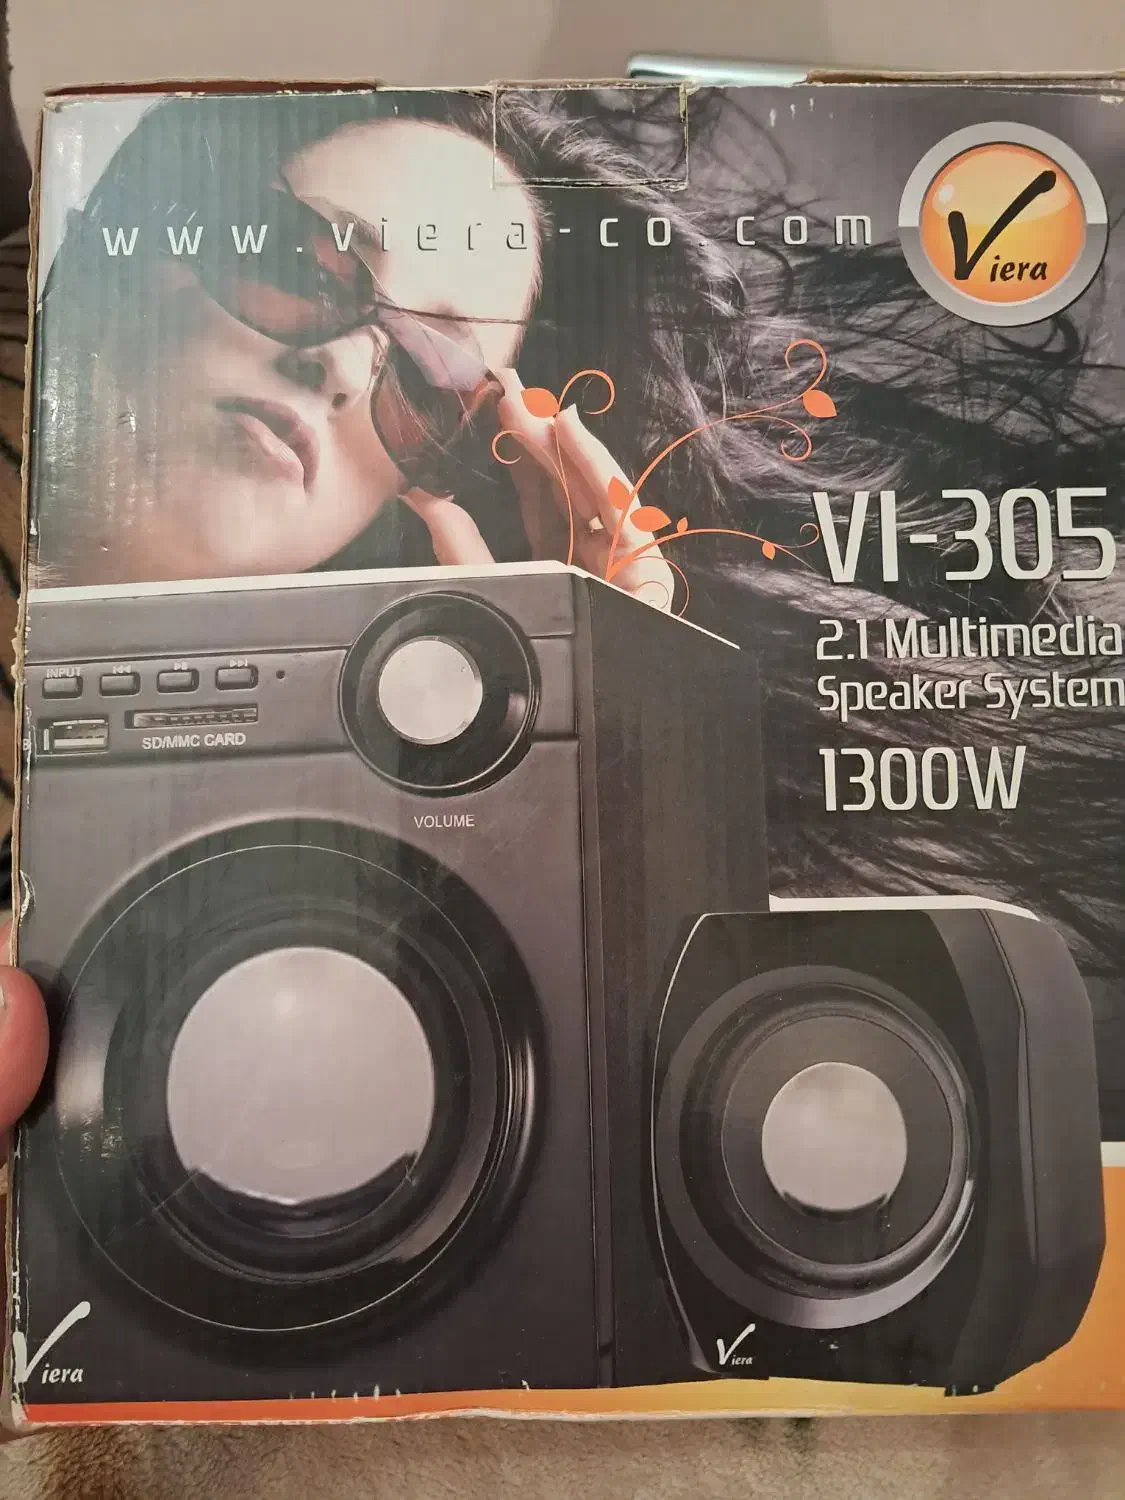 www.viera-co.com
Viera
VI-305
2.1 Multimedia
Speaker System
1300W
INPUT
SD/MMC CARD
VOLUME
Viera
Viera